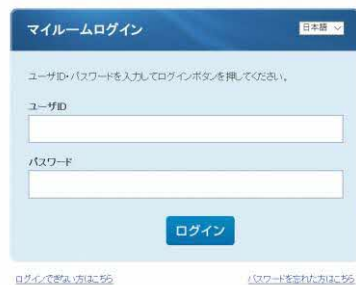 マイルームログイン
日本語
ユーザID・パスワードを入力してログインボタンを押してください。
ユーザID
パスワード
ログイン
ログインできない方はこちら
パスワードを忘れた方はこちら